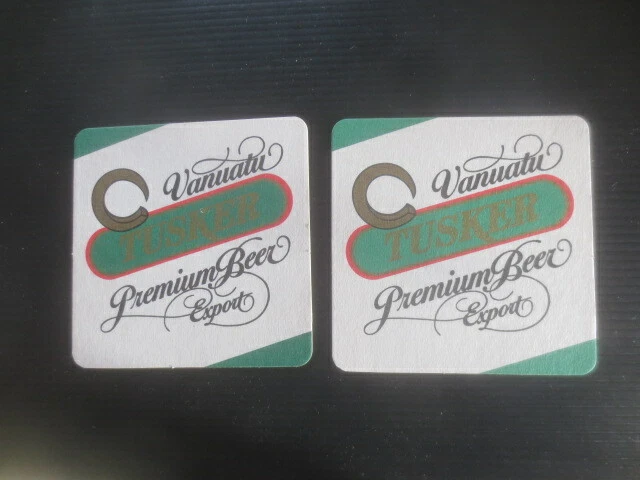 Vanuatu
TUSKER
Premium Beer
Export
Vanuatu
TUSKER
Premium Beer
Export